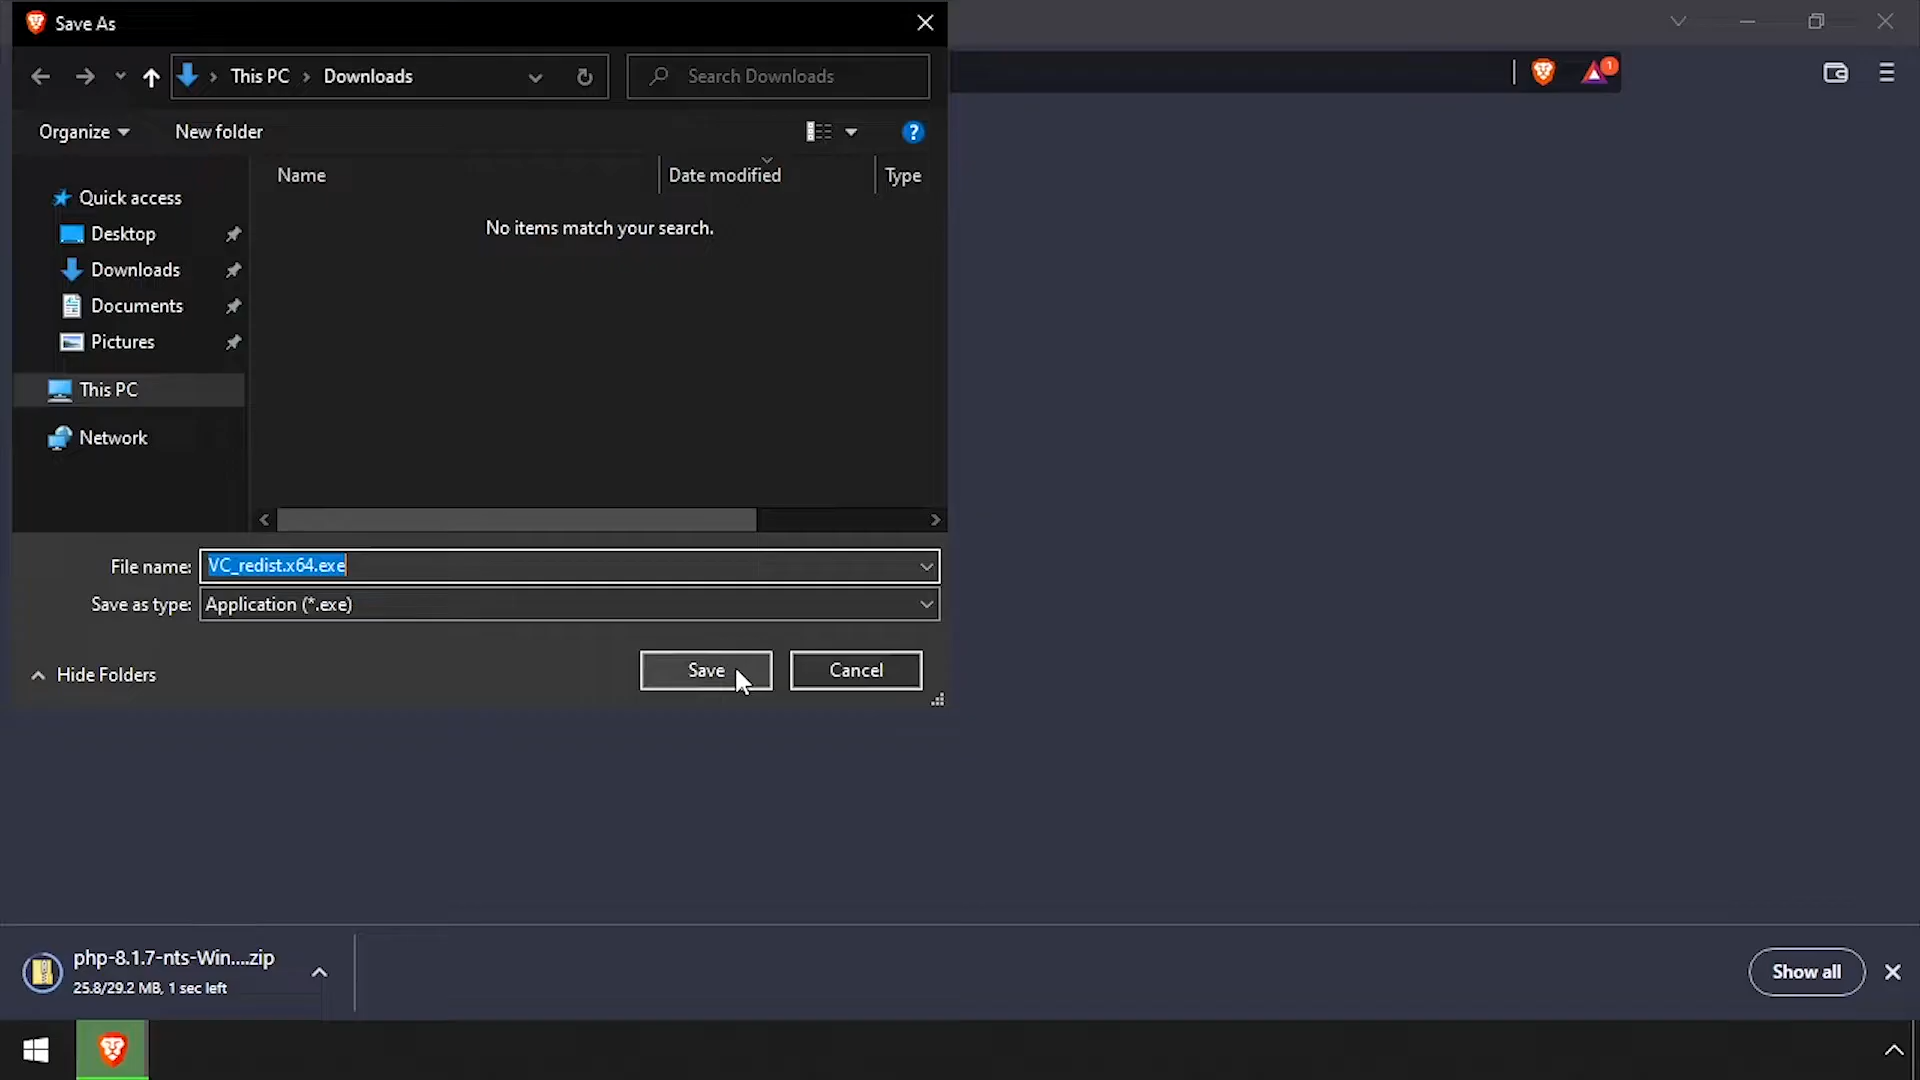 Save As
This PC
Downloads
Search Downloads
Organize
New folder
?
Name
Date modified
Type
Quick access
No items match your search.
Desktop
Downloads
Documents
Pictures
This PC
Network
File name:
VC_redist.x64.exe
Save as type:
Application (*.exe)
Hide Folders
Save
Cancel
1
php-8.1.7-nts-Win....zip
25.8/29.2 MB, 1 sec left
Show all